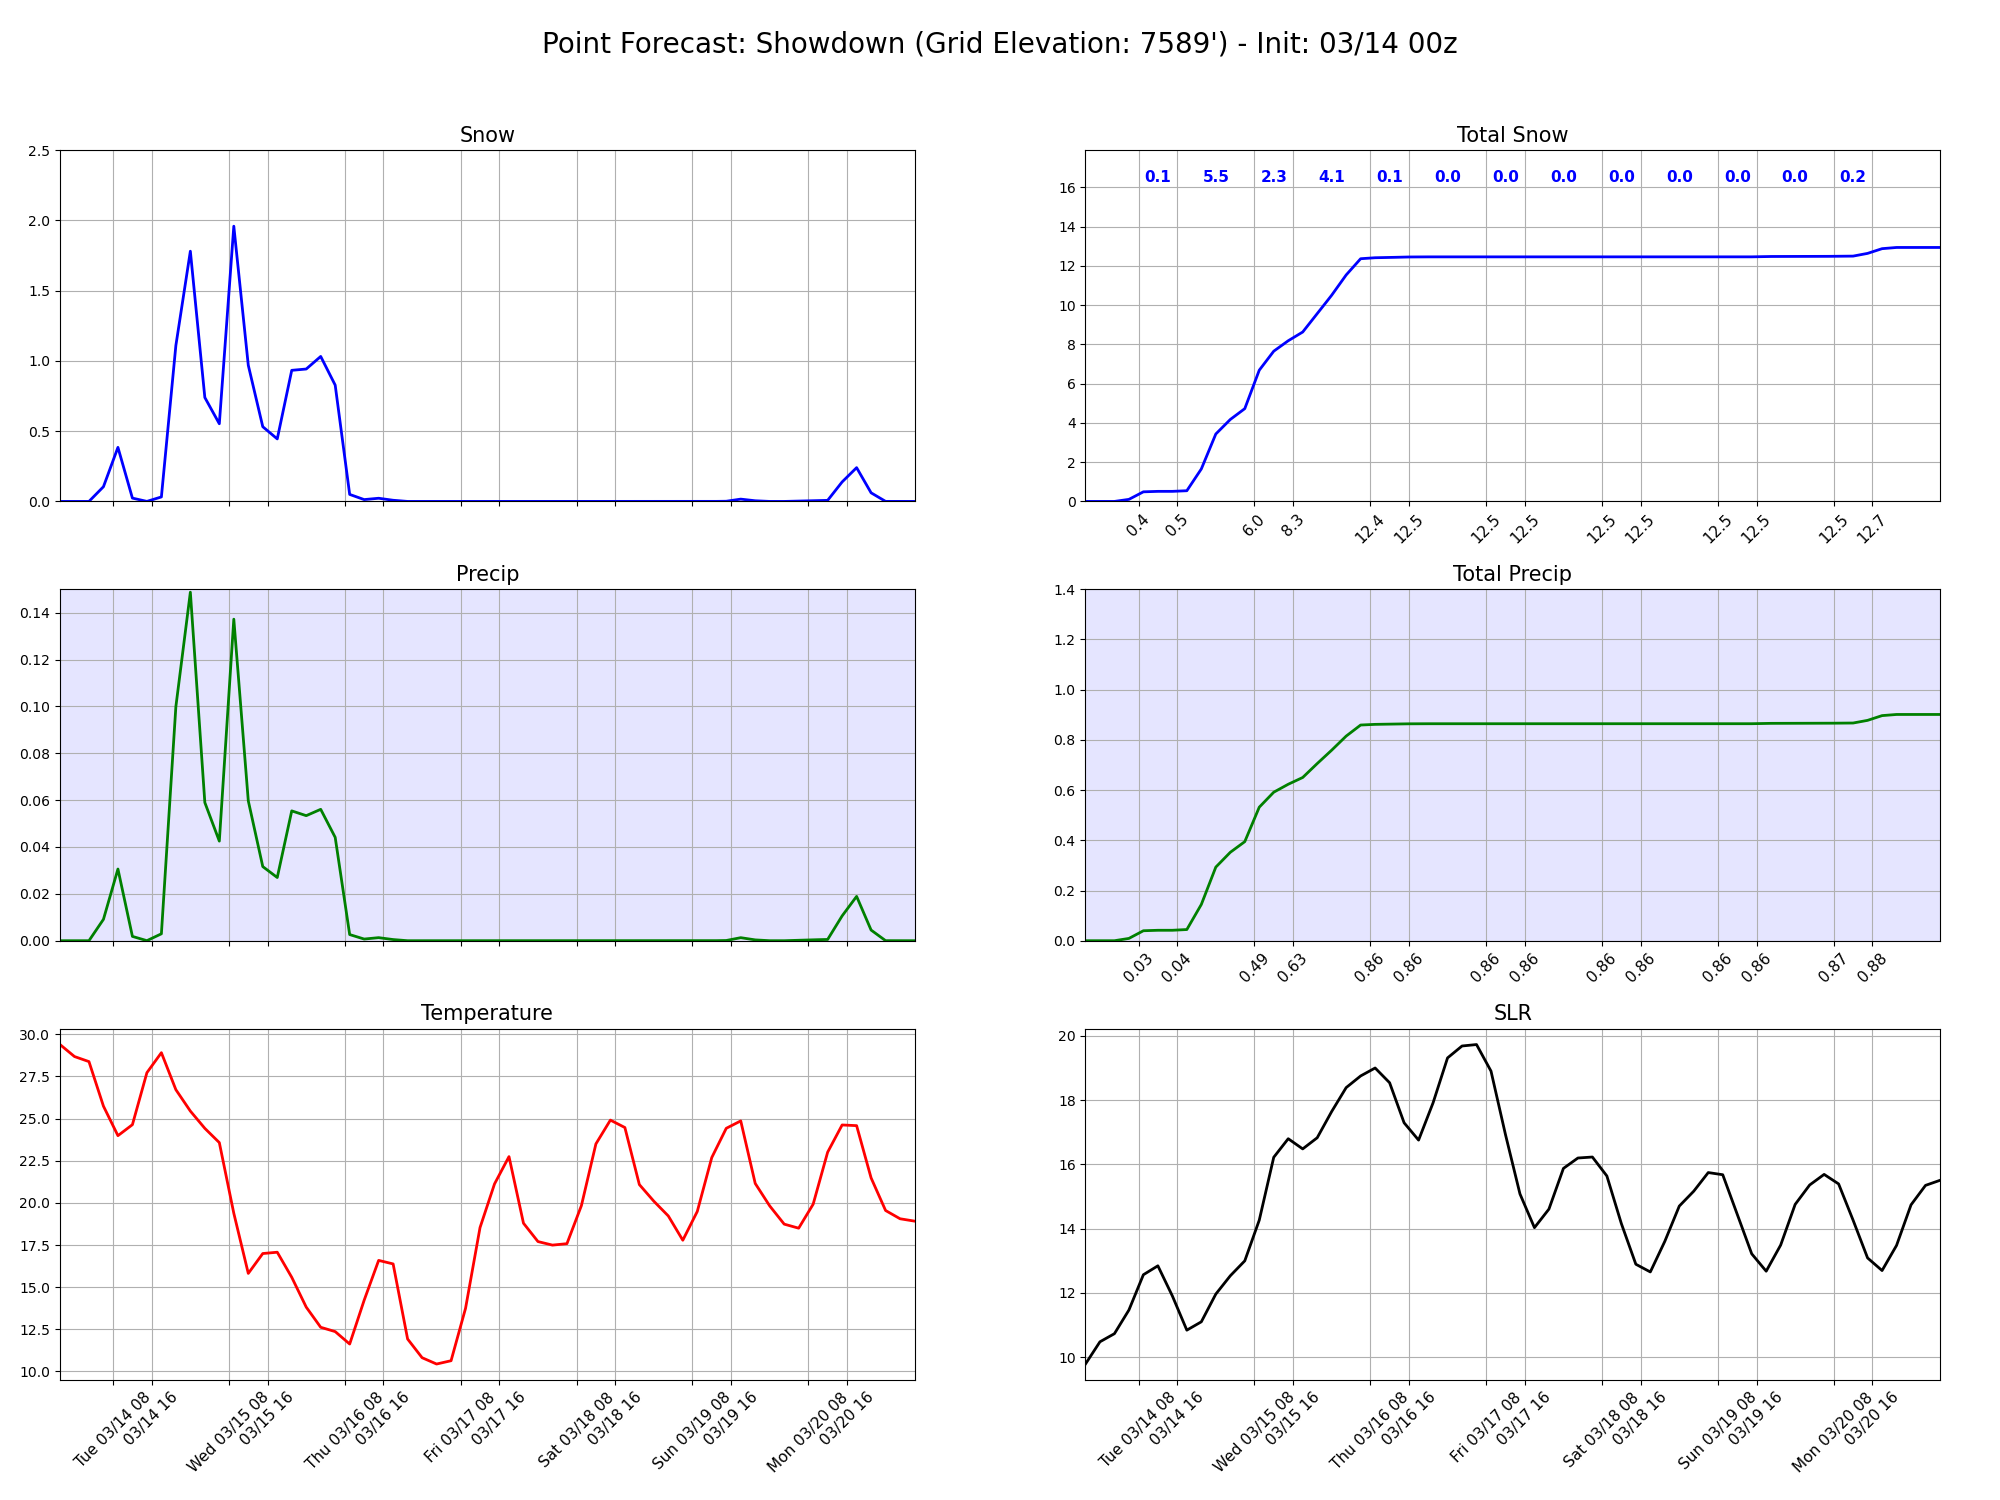 Point Forecast: Showdown (Grid Elevation: 7589') - Init: 03/14 00z
Snow
2.5
2.0
1.5
1.0
0.5
0.0
Total Snow
0.1 5.5 2.3 4.1 0.1 0.0 0.0 0.0 0.0 0.0 0.0 0.0 0.2
16
14
12
10
8
6
4
2
0
0.4 0.5 6.0 8.3 12.4 12.5 12.5 12.5 12.5 12.5 12.5 12.5 12.5 12.7
Precip
0.14
0.12
0.10
0.08
0.06
0.04
0.02
0.00
Total Precip
1.4
1.2
1.0
0.8
0.6
0.4
0.2
0.0
0.03 0.04 0.49 0.63 0.86 0.86 0.86 0.86 0.86 0.86 0.86 0.86 0.87 0.88
Temperature
30.0
27.5
25.0
22.5
20.0
17.5
15.0
12.5
10.0
Tue 03/14 08
03/14 16
Wed 03/15 08
03/15 16
Thu 03/16 08
03/16 16
Fri 03/17 08
03/17 16
Sat 03/18 08
03/18 16
Sun 03/19 08
03/19 16
Mon 03/20 08
03/20 16
SLR
20
18
16
14
12
10
Tue 03/14 08
03/14 16
Wed 03/15 08
03/15 16
Thu 03/16 08
03/16 16
Fri 03/17 08
03/17 16
Sat 03/18 08
03/18 16
Sun 03/19 08
03/19 16
Mon 03/20 08
03/20 16